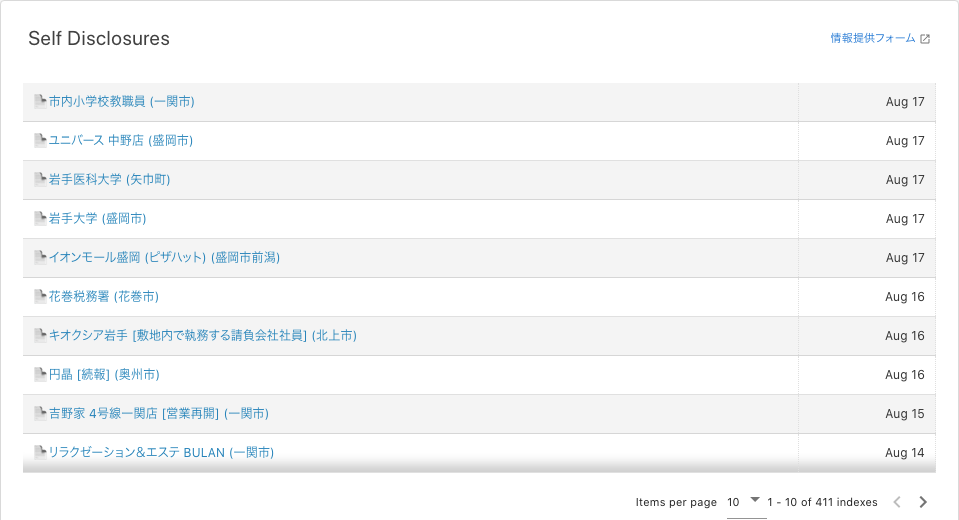 Self Disclosures
情報提供フォーム
市内小学校教職員 (一関市) Aug 17
ユニバース 中野店 (盛岡市) Aug 17
岩手医科大学 (矢巾町) Aug 17
岩手大学 (盛岡市) Aug 17
イオンモール盛岡 (ピザハット) (盛岡市前潟) Aug 17
花巻税務署 (花巻市) Aug 16
キオクシア岩手 [敷地内で執務する請負会社社員] (北上市) Aug 16
円晶 [続報] (奥州市) Aug 16
吉野家 4号線一関店 [営業再開] (一関市) Aug 15
リラクゼーション＆エステ BULAN (一関市) Aug 14
Items per page 10 1 - 10 of 411 indexes